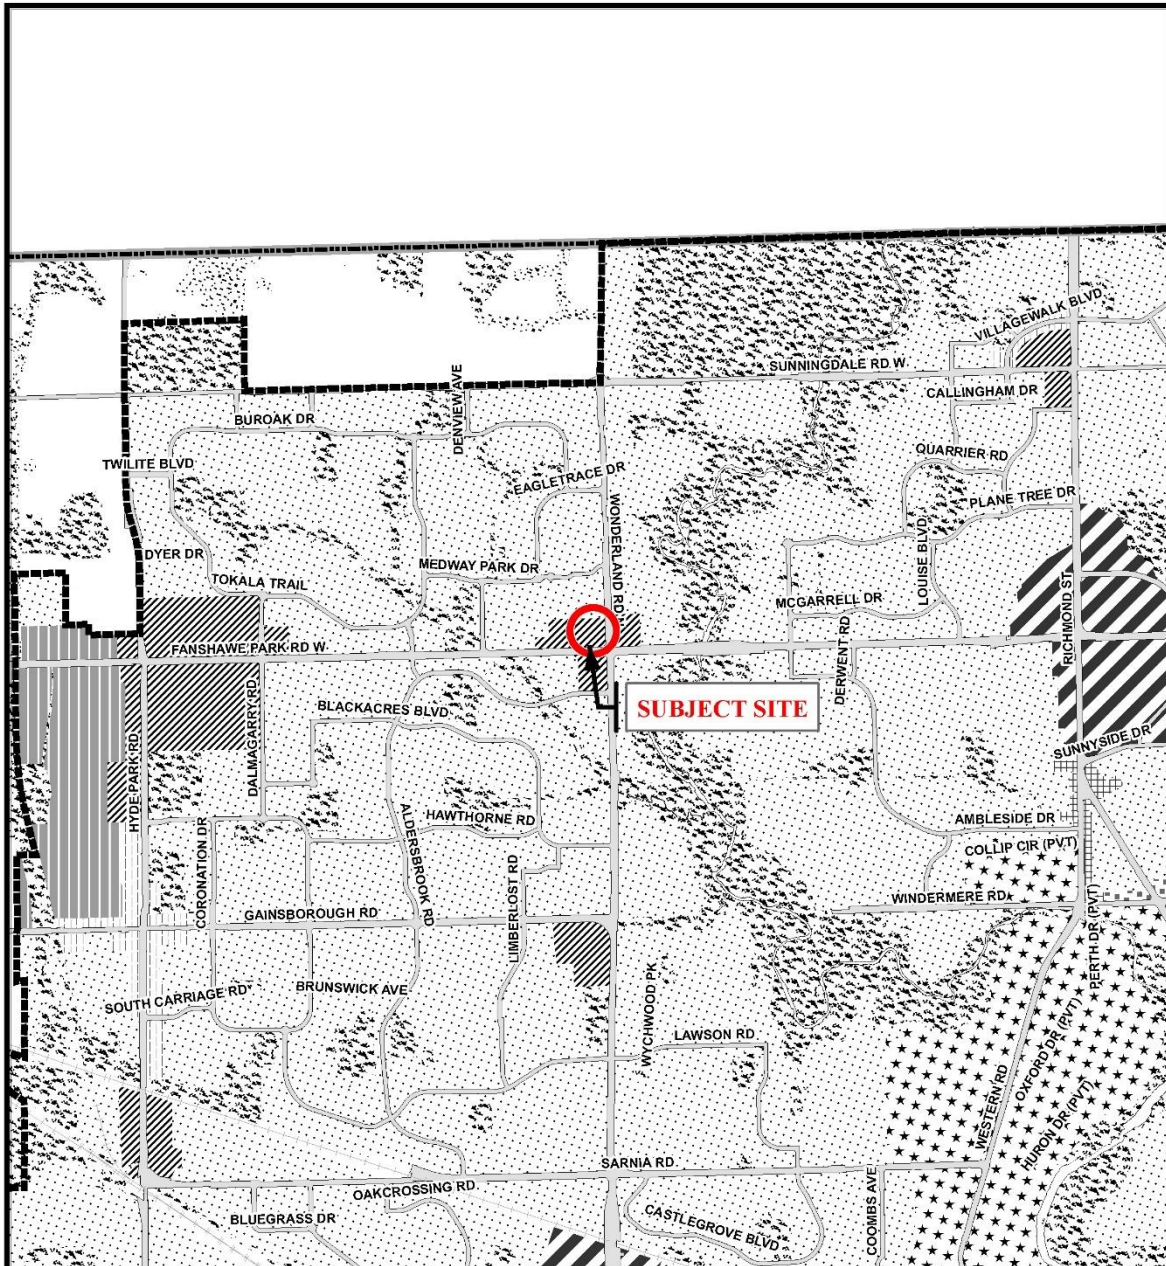 VILLAGEWALK BLVD
SUNNINGDALE RD W
CALLINGHAM DR
DENVIEW AVE
BUROAK DR
QUARRIER RD
TWILITE BLVD
EAGLETRACE DR
PLANE TREE DR
WONDERLAND RD
LOUISE BLVD
DYER DR
MEDWAY PARK DR
TOKALA TRAIL
MCGARRELL DR
RICHMOND ST
FANSHAWE PARK RD W
DERWENT RD
SUBJECT SITE
BLACKACRES BLVD
DALMAGARRY RD
HYDE PARK RD
SUNNYSIDE DR
HAWTHORNE RD
AMBLESIDE DR
COLLIP CIR (PVT)
CORONATION DR
ALDERSBROOK RD
LIMBERLOST RD
WINDERMERE RD
GAINSBOROUGH RD
PERTH DR (PVT)
BRUNSWICK AVE
SOUTH CARRIAGE RD
WYCHWOOD PK
LAWSON RD
OXFORD DR (PVT)
WESTERN RD
HURON DR (PVT)
SARNIA RD
OAKCROSSING RD
COOMBS AVE
BLUEGRASS DR
CASTLEGROVE BLVD